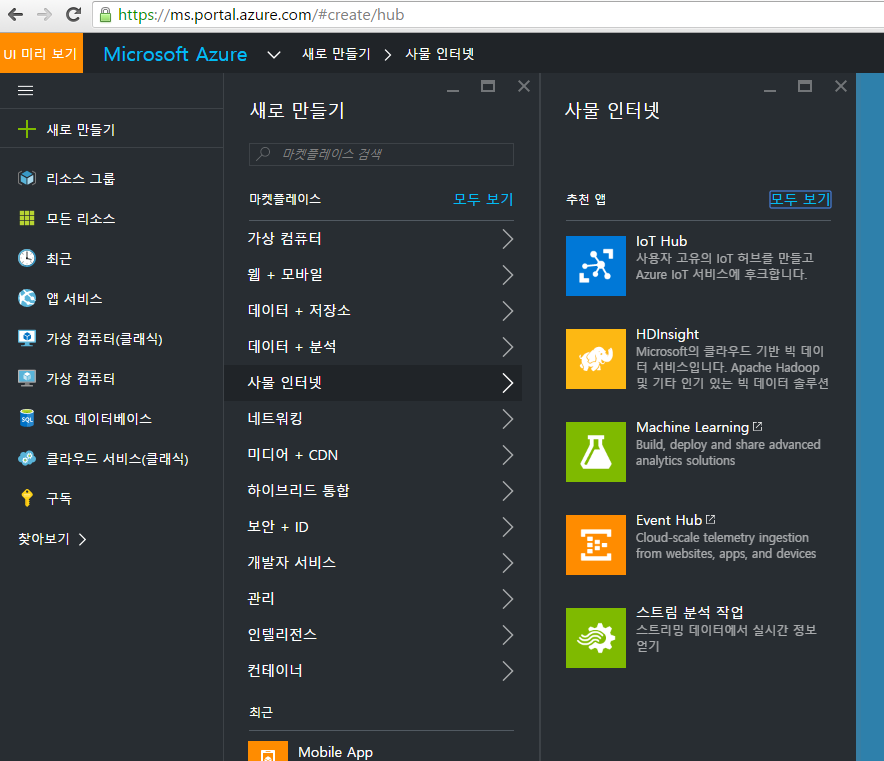 https://ms.portal.azure.com/#create/hub
UI 미리 보기
Microsoft Azure
새로 만들기
사물 인터넷
새로 만들기
리소스 그룹
모든 리소스
최근
앱 서비스
가상 컴퓨터(클래식)
가상 컴퓨터
SQL
SQL 데이터베이스
클라우드 서비스(클래식)
구독
찾아보기
새로 만들기
마켓플레이스 검색
마켓플레이스
모두 보기
가상 컴퓨터
웹 + 모바일
데이터 + 저장소
데이터 + 분석
사물 인터넷
네트워킹
미디어 + CDN
하이브리드 통합
보안 + ID
개발자 서비스
관리
인텔리전스
컨테이너
최근
Mobile App
사물 인터넷
추천 앱
모두 보기
IoT Hub
사용자 고유의 IoT 허브를 만들고
Azure IoT 서비스에 후크합니다.
HDInsight
Microsoft의 클라우드 기반 빅 데이
터 서비스입니다. Apache Hadoop
및 기타 인기 있는 빅 데이터 솔루션
Machine Learning
Build, deploy and share advanced
analytics solutions
Event Hub
Cloud-scale telemetry ingestion
from websites, apps, and devices
스트림 분석 작업
스트리밍 데이터에서 실시간 정보
얻기